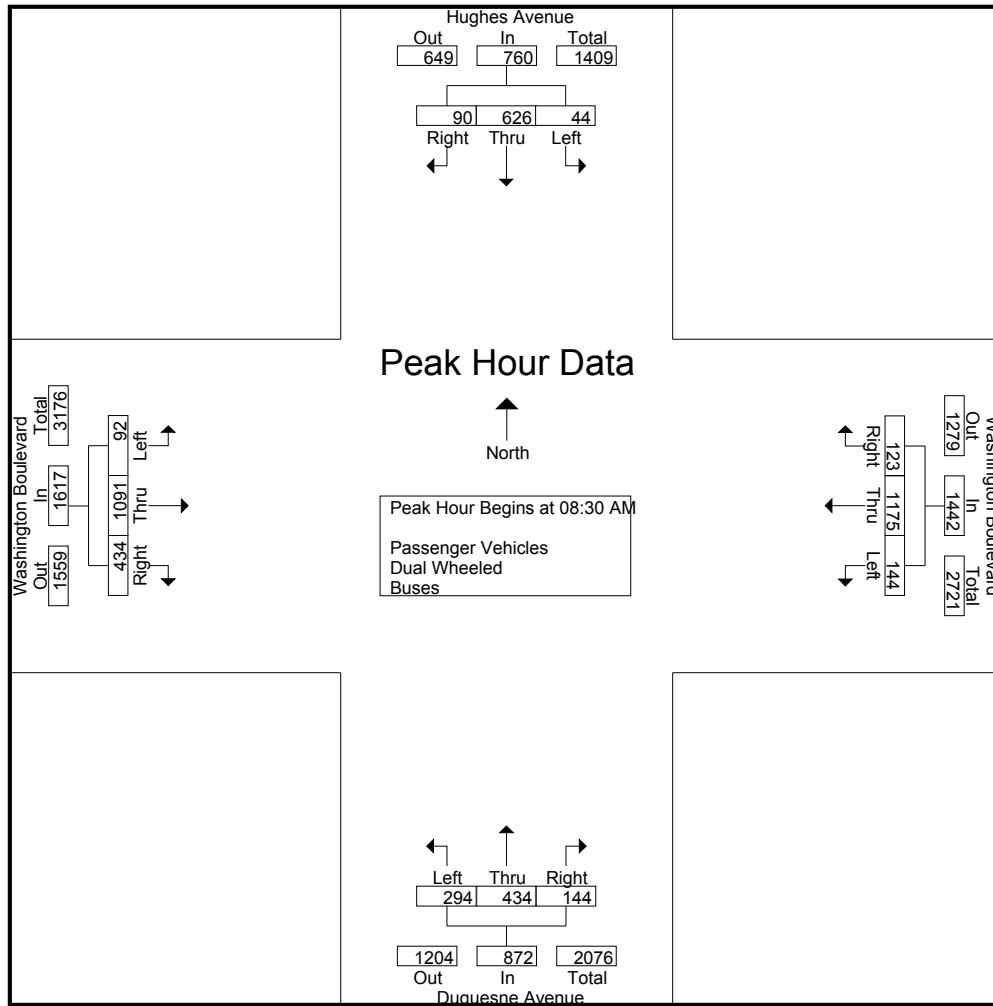 Hughes Avenue
Out In Total
649 760 1409
90 626 44
Right Thru Left
Peak Hour Data
North
Peak Hour Begins at 08:30 AM
Passenger Vehicles
Dual Wheeled
Buses
Washington Boulevard
Out In Total
1559 1617 3176
434 1091 92
Right Thru Left
Washington Boulevard
Out In Total
1279 1442 2721
123 1175 144
Right Thru Left
Left Thru Right
294 434 144
1204 872 2076
Out In Total
Duquesne Avenue